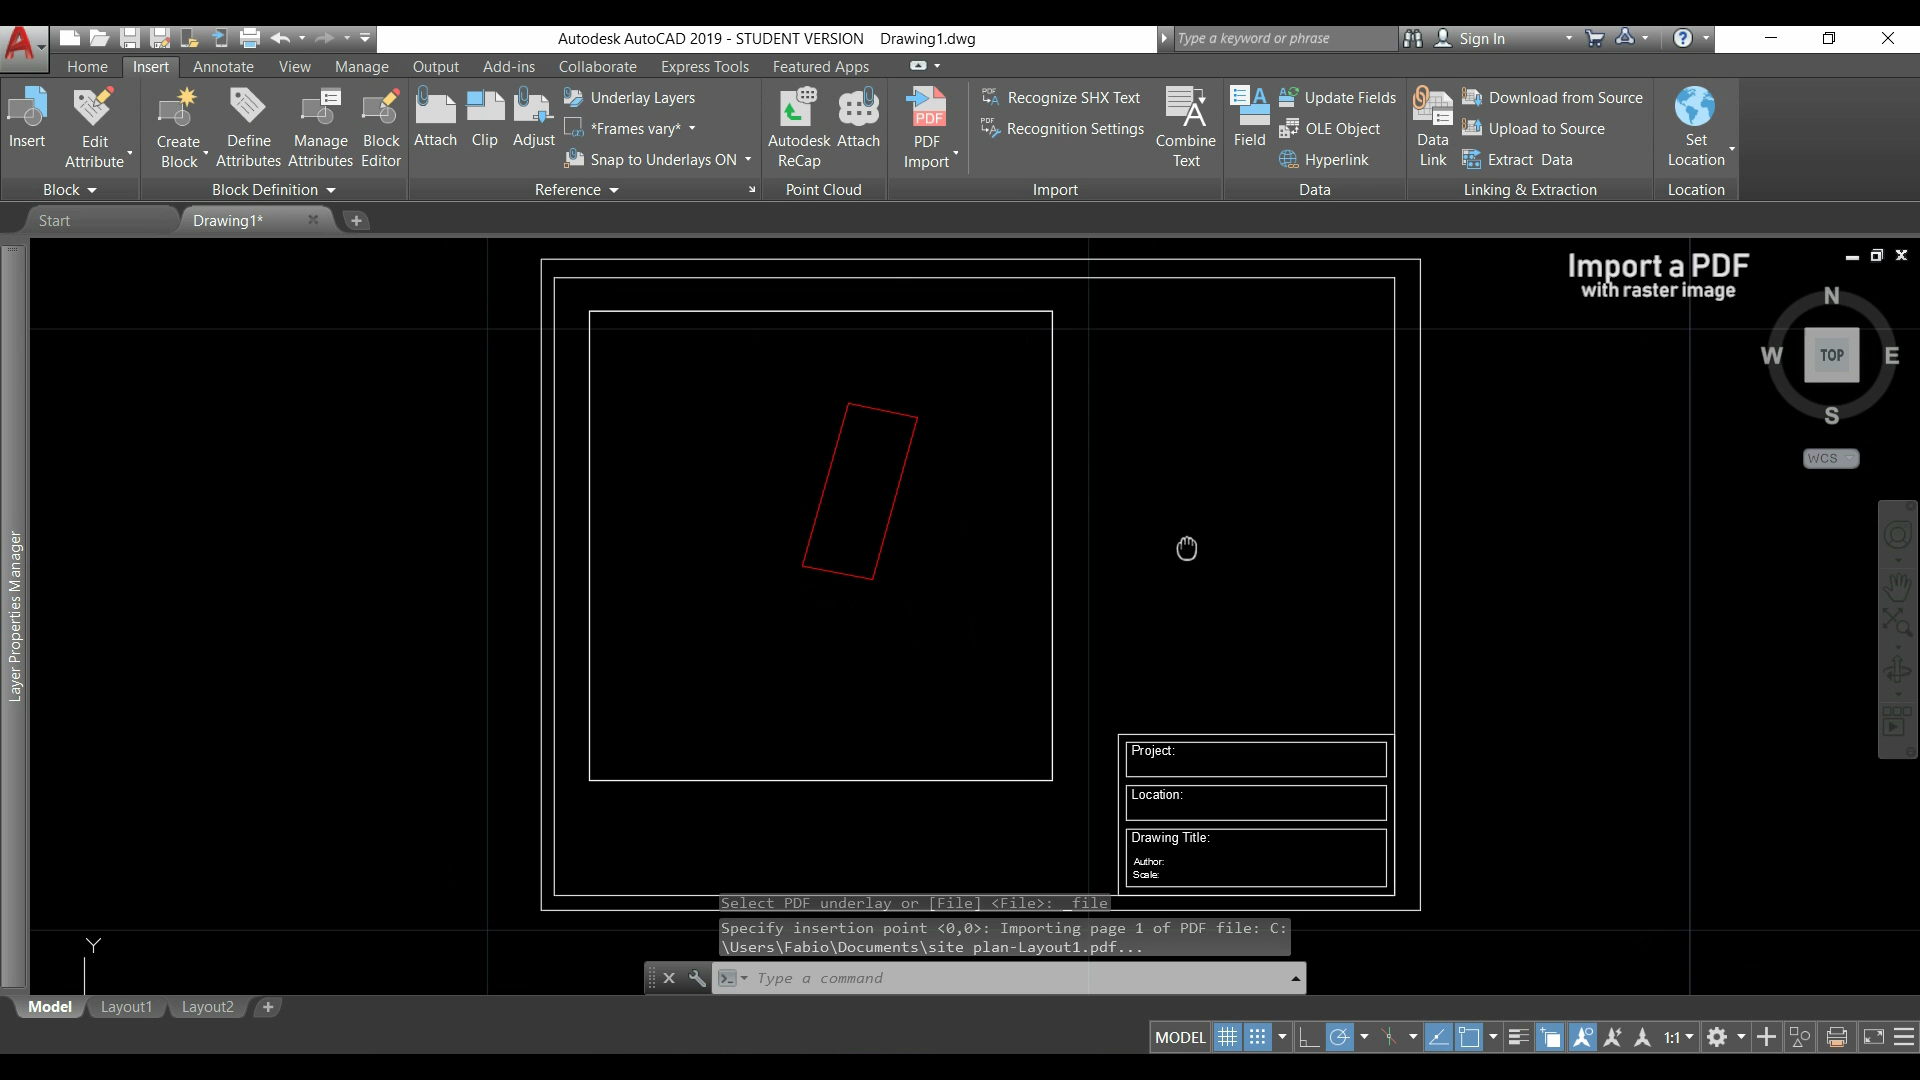 Autodesk AutoCAD 2019 - STUDENT VERSION Drawing1.dwg
Type a keyword or phrase
Sign In
Home Insert Annotate View Manage Output Add-ins Collaborate Express Tools Featured Apps
Insert
Edit Attribute
Create Block
Define Attributes
Manage Attributes
Block Editor
Attach
Clip
Adjust
Underlay Layers
*Frames vary*
Snap to Underlays ON
Autodesk ReCap
Attach
PDF
PDF Import
PDF
Recognize SHX Text
PDF
Recognition Settings
Combine Text
Field
Update Fields
OLE Object
Hyperlink
Data Link
Download from Source
Upload to Source
Extract Data
Set Location
Block
Block Definition
Reference
Point Cloud
Import
Data
Linking & Extraction
Location
Start
Drawing1*
Import a PDF
with raster image
N
W
TOP
E
S
WCS
Layer Properties Manager
Project:
Location:
Drawing Title:
Author:
Scale:
Select PDF underlay or [File] <File>: _file
Specify insertion point <0,0>: Importing page 1 of PDF file: C:
\Users\Fabio\Documents\site plan-Layout1.pdf...
Y
Type a command
Model Layout1 Layout2
MODEL
1:1